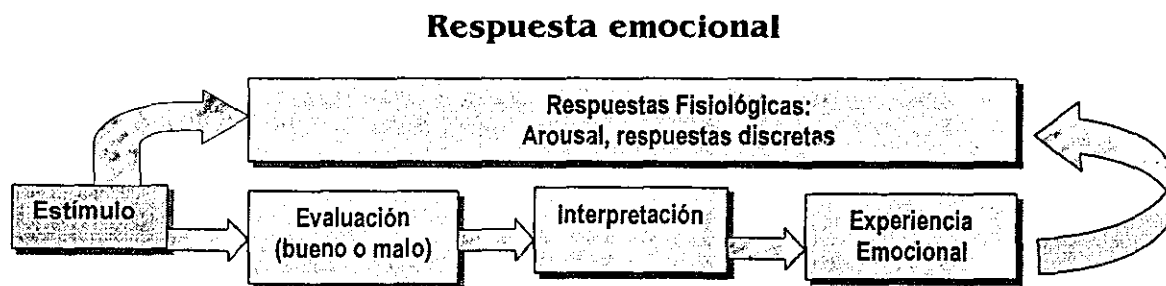 Respuesta emocional
Respuestas Fisiológicas:
Arousal, respuestas discretas
Estímulo
Evaluación
(bueno o malo)
Interpretación
Experiencia
Emocional